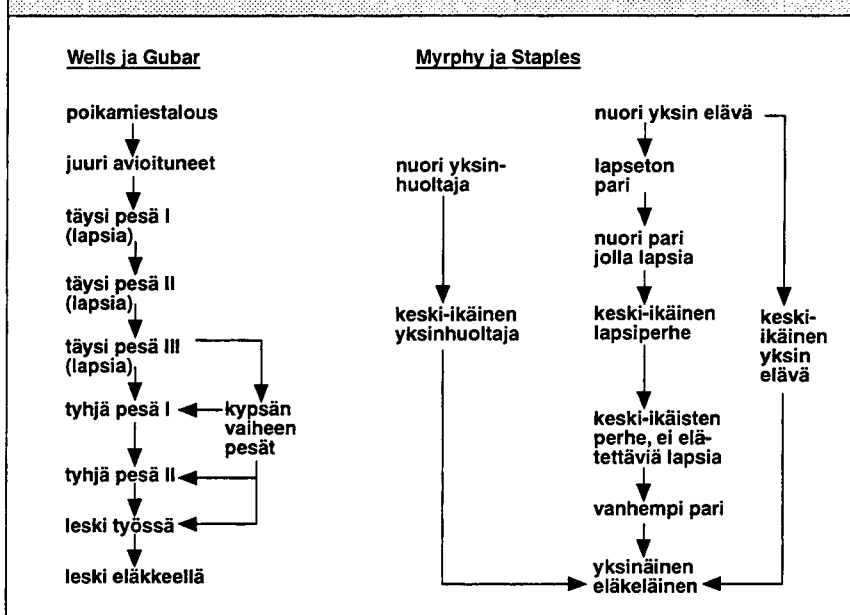 Wells ja Gubar
poikamiestalous
juuri avioituneet
täysi pesä I
(lapsia)
täysi pesä II
(lapsia)
täysi pesä III
(lapsia)
tyhjä pesä I
kypsän
vaiheen
pesät
tyhjä pesä II
leski työssä
leski eläkkeellä
Myrphy ja Staples
nuori yksin-
huoltaja
keski-ikäinen
yksinhuoltaja
nuori yksin elävä
lapseton
pari
nuori pari
jolla lapsia
keski-ikäinen
lapsiperhe
keski-ikäisten
perhe, ei elä-
tettäviä lapsia
vanhempi pari
yksinäinen
eläkeläinen
keski-
ikäinen
yksin
elävä